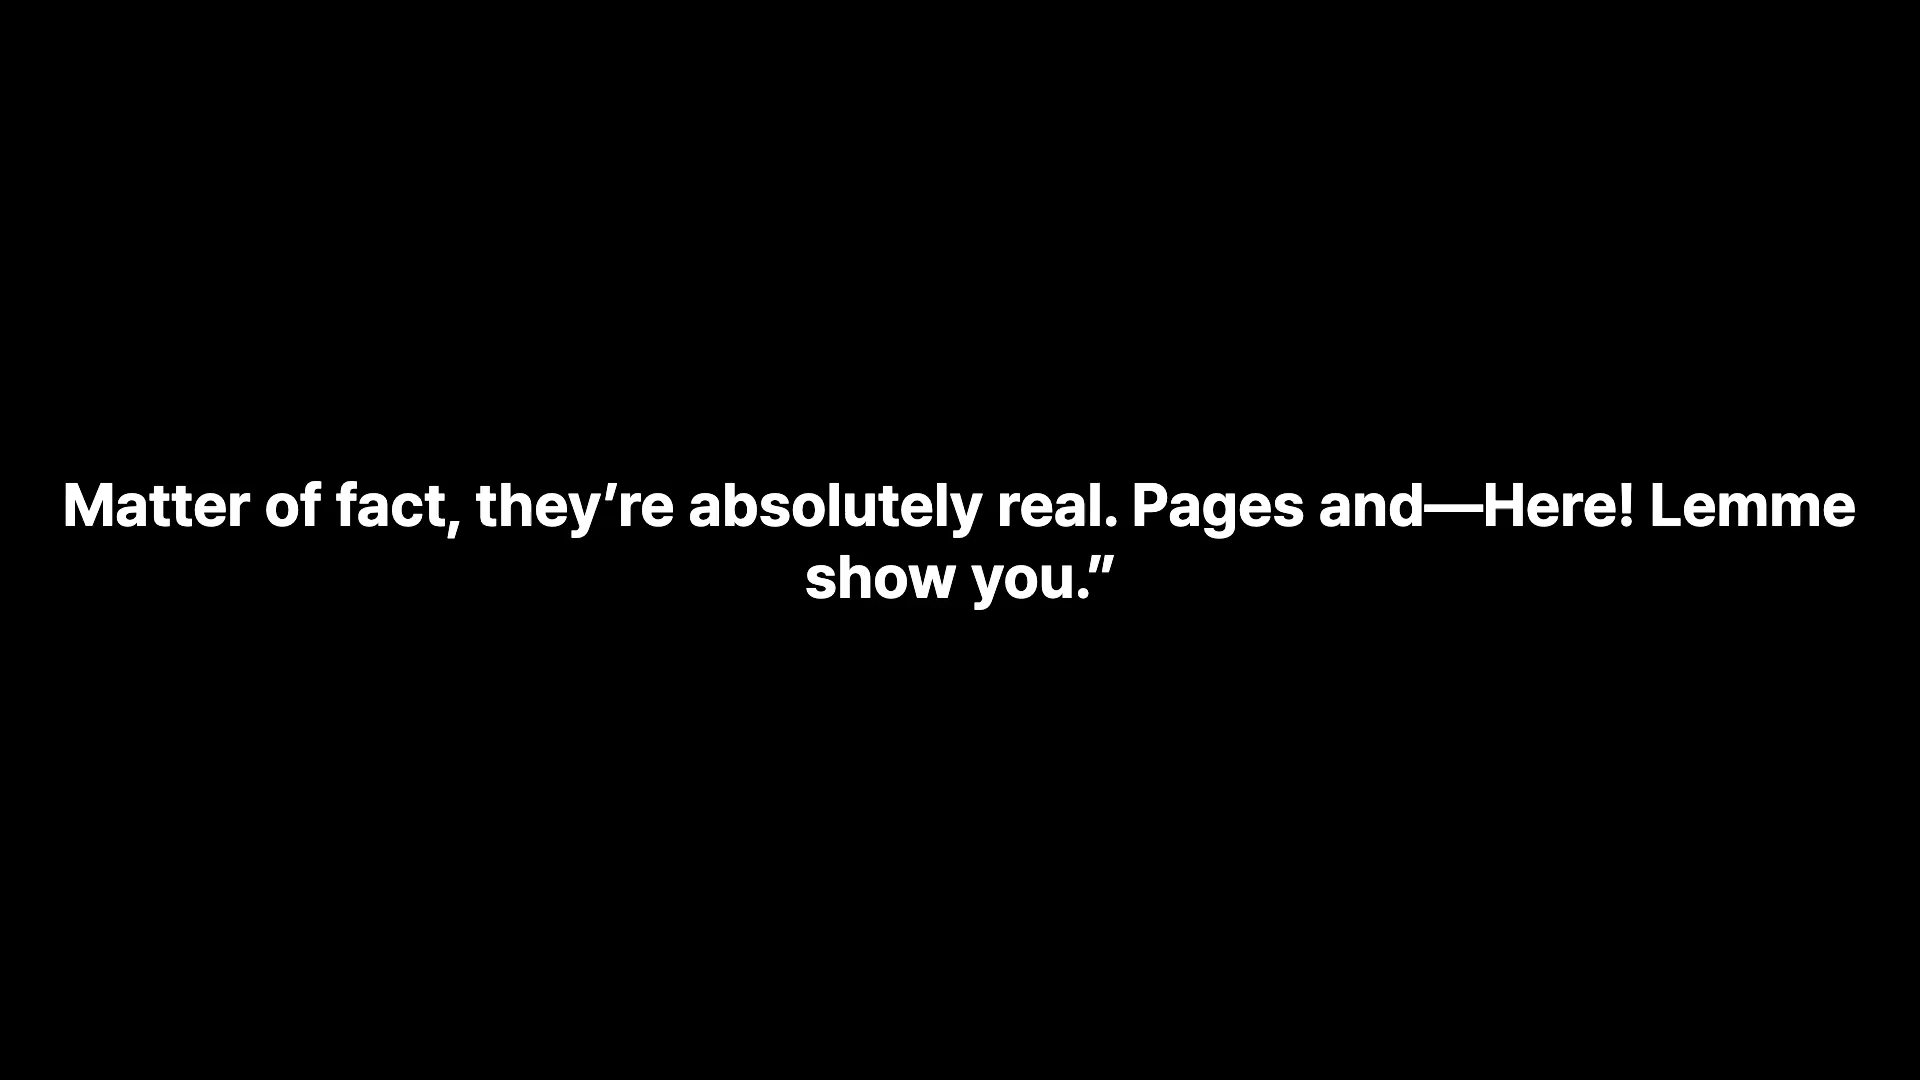 Matter of fact, they’re absolutely real. Pages and—Here! Lemme
show you.”